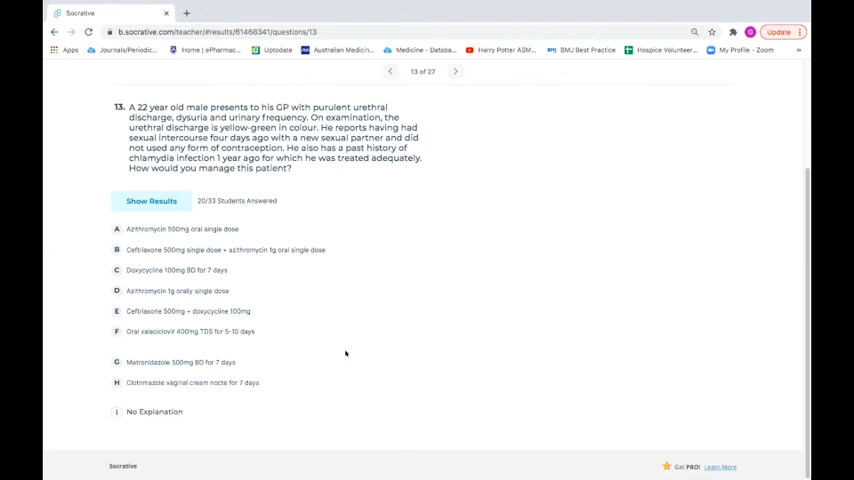 Socrative
b.socrative.com/teacher/#results/61468341/questions/13
Update
Apps
Journals/Periodic...
Home | ePharmac...
Uptodate
Australian Medicin...
Medicine - Databa...
Harry Potter ASM...
BMJ Best Practice
Hospice Volunteer...
My Profile - Zoom
»
13 of 27
13. A 22 year old male presents to his GP with purulent urethral
discharge, dysuria and urinary frequency. On examination, the
urethral discharge is yellow-green in colour. He reports having had
sexual intercourse four days ago with a new sexual partner and did
not used any form of contraception. He also has a past history of
chlamydia infection 1 year ago for which he was treated adequately.
How would you manage this patient?
Show Results
20/33 Students Answered
A Azithromycin 500mg oral single dose
B Ceftriaxone 500mg single dose + azithromycin 1g oral single dose
C Doxycycline 100mg BD for 7 days
D Azithromycin 1g orally single dose
E Ceftriaxone 500mg + doxycycline 100mg
F Oral valaciclovir 400mg TDS for 5-10 days
G Metronidazole 500mg BD for 7 days
H Clotrimazole vaginal cream nocte for 7 days
i No Explanation
Socrative
Get PRO! Learn More